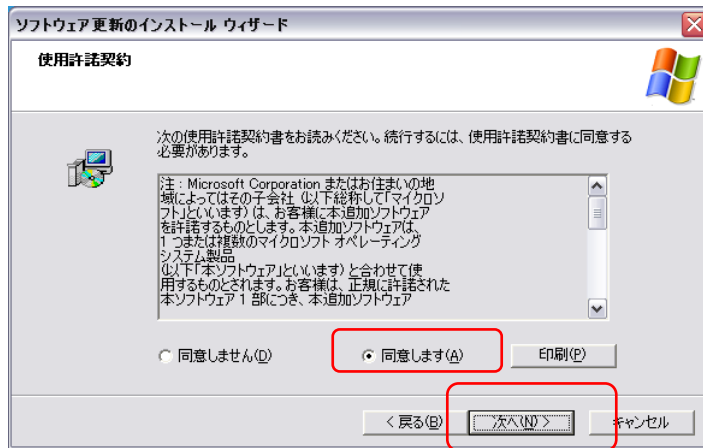 ソフトウェア更新のインストール ウィザード
使用許諾契約
次の使用許諾契約書をお読みください。続行するには、使用許諾契約書に同意する
必要があります。
注 : Microsoft Corporation またはお住まいの地
域によってはその子会社 (以下総称して「マイクロソ
フト」といいます) は、お客様に本追加ソフトウェア
を許諾するものとします。本追加ソフトウェアは、
1 つまたは複数のマイクロソフト オペレーティング
システム製品
(以下「本ソフトウェア」といいます) と合わせて使
用するものとされます。お客様は、正規に許諾された
本ソフトウェア 1 部につき、本追加ソフトウェア
同意しません(D) 同意します(A) 印刷(P)
< 戻る(B) 次へ(N) > キャンセル